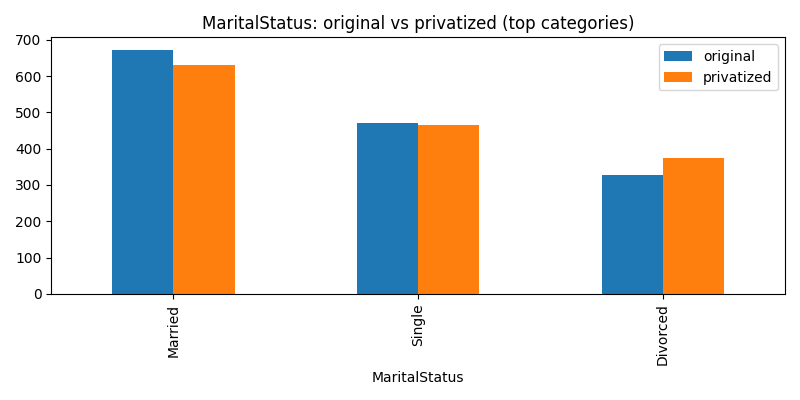 MaritalStatus: original vs privatized (top categories)
700
600
500
400
300
200
100
0
original
privatized
Married
Single
Divorced
MaritalStatus